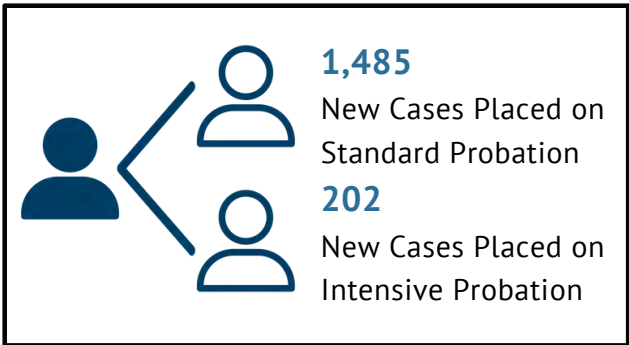 1,485
New Cases Placed on
Standard Probation
202
New Cases Placed on
Intensive Probation